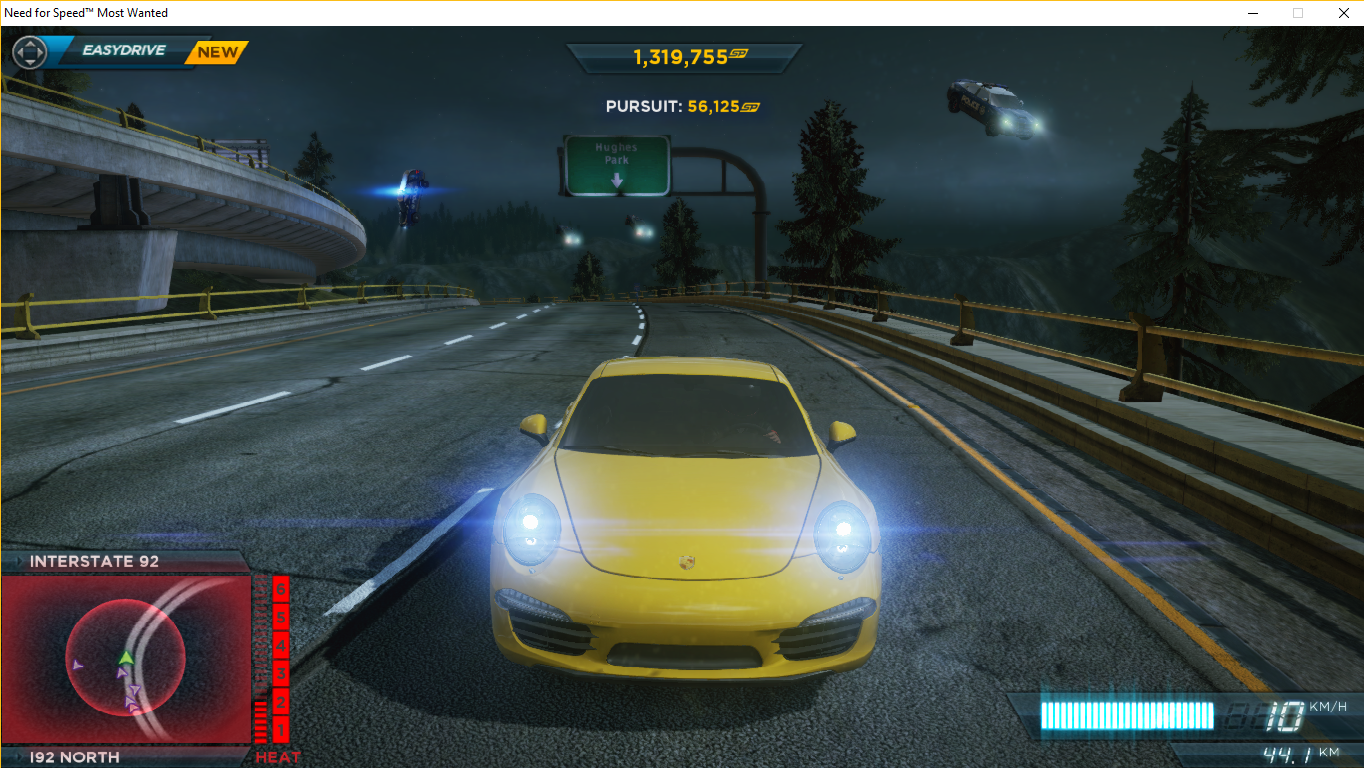 Need for Speed™ Most Wanted
EASYDRIVE
NEW
1,319,755 SP
PURSUIT: 56,125 SP
POLICE
Hughes
Park
INTERSTATE 92
6
5
4
3
2
1
HEAT
I92 NORTH
10 KM/H
44.1 KM